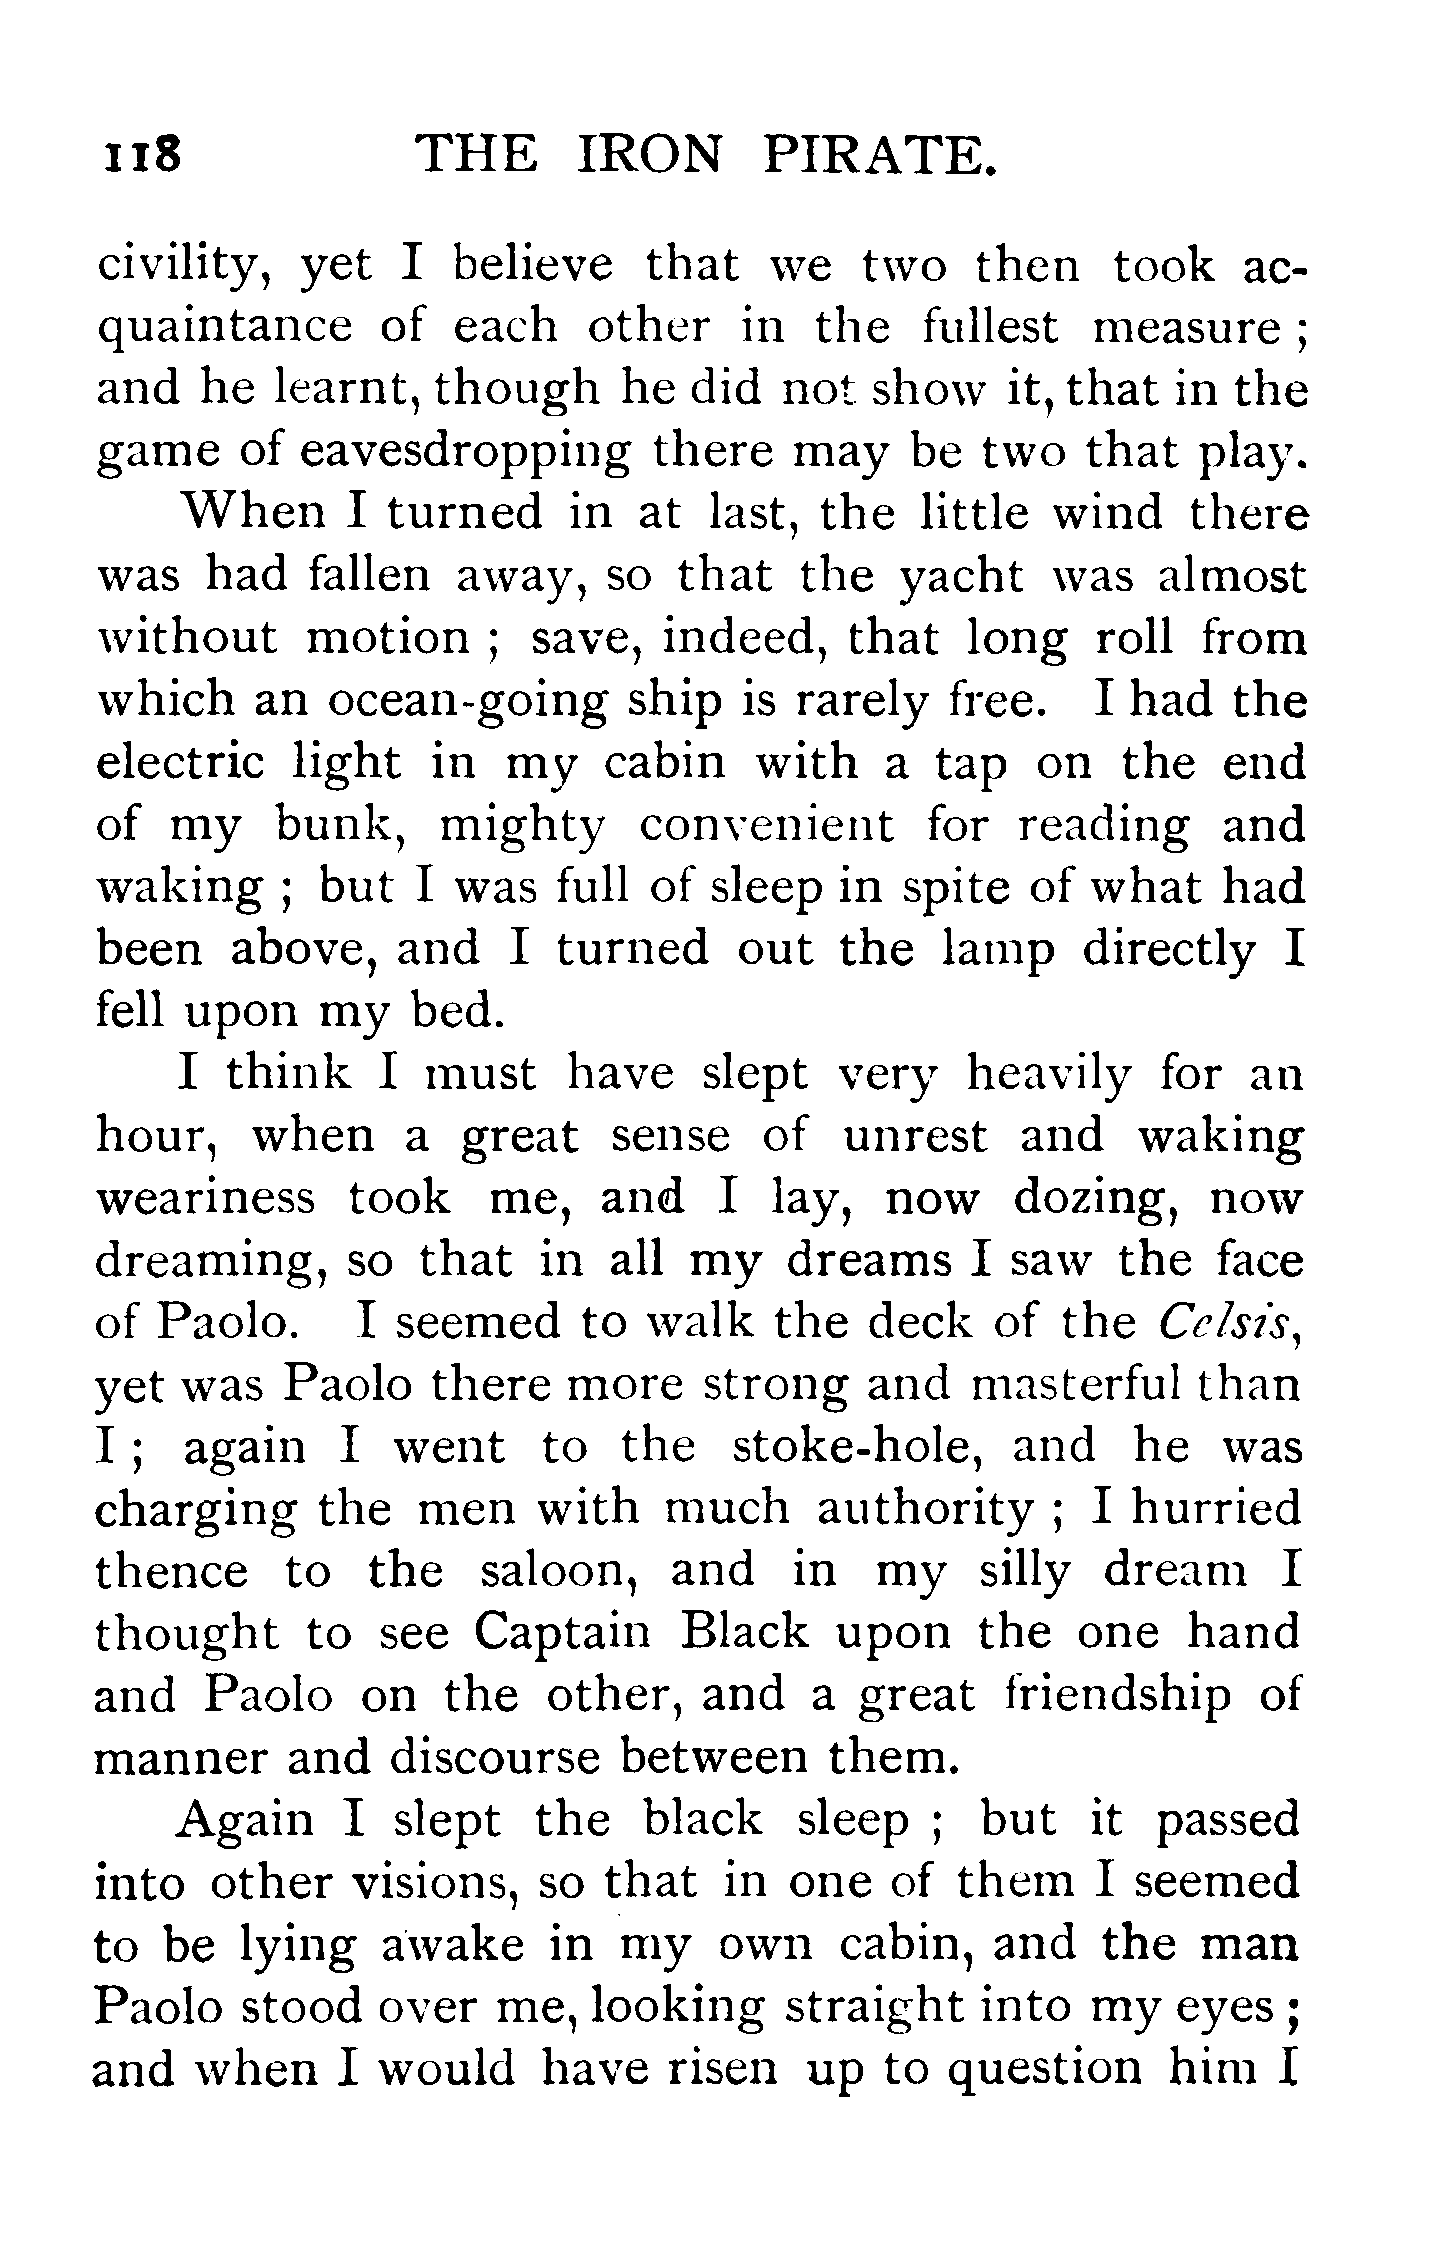 118 THE IRON PIRATE.
civility, yet I believe that we two then took ac-
quaintance of each other in the fullest measure ;
and he learnt, though he did not show it, that in the
game of eavesdropping there may be two that play.
When I turned in at last, the little wind there
was had fallen away, so that the yacht was almost
without motion ; save, indeed, that long roll from
which an ocean-going ship is rarely free. I had the
electric light in my cabin with a tap on the end
of my bunk, mighty convenient for reading and
waking ; but I was full of sleep in spite of what had
been above, and I turned out the lamp directly I
fell upon my bed.
I think I must have slept very heavily for an
hour, when a great sense of unrest and waking
weariness took me, and I lay, now dozing, now
dreaming, so that in all my dreams I saw the face
of Paolo. I seemed to walk the deck of the Celsis,
yet was Paolo there more strong and masterful than
I ; again I went to the stoke-hole, and he was
charging the men with much authority ; I hurried
thence to the saloon, and in my silly dream I
thought to see Captain Black upon the one hand
and Paolo on the other, and a great friendship of
manner and discourse between them.
Again I slept the black sleep ; but it passed
into other visions, so that in one of them I seemed
to be lying awake in my own cabin, and the man
Paolo stood over me, looking straight into my eyes ;
and when I would have risen up to question him I